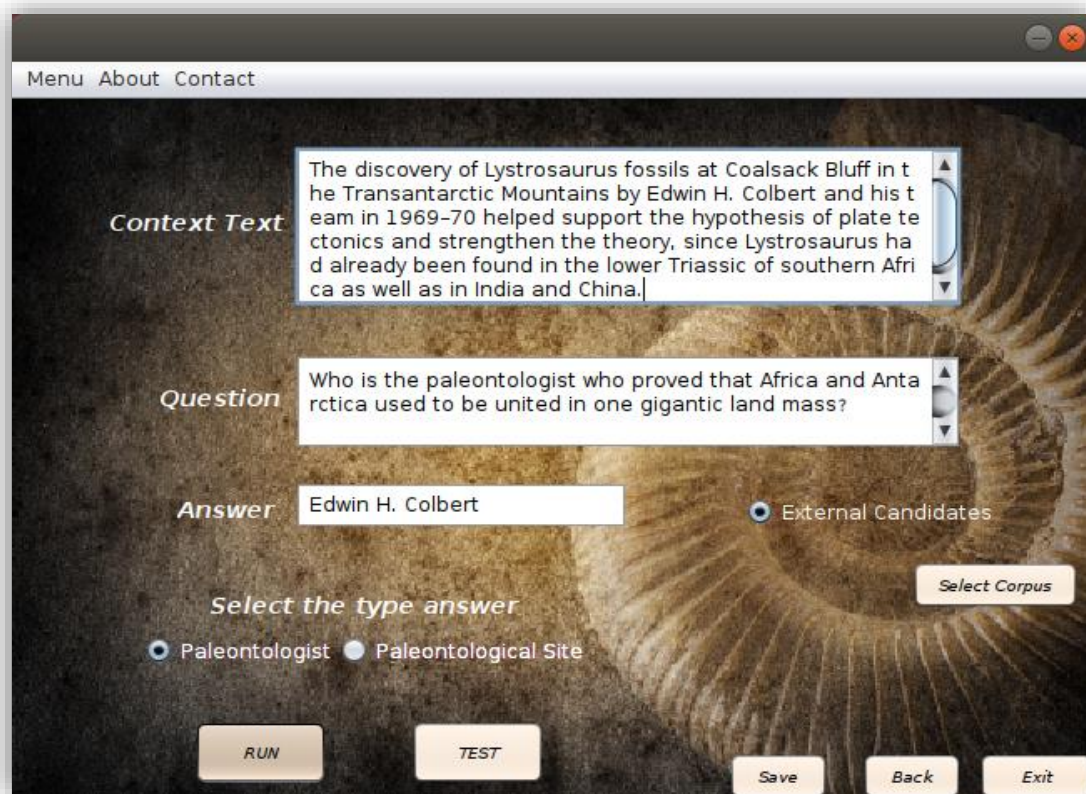 Menu About Contact
Context Text
The discovery of Lystrosaurus fossils at Coalsack Bluff in t
he Transantarctic Mountains by Edwin H. Colbert and his t
eam in 1969–70 helped support the hypothesis of plate te
ctonics and strengthen the theory, since Lystrosaurus ha
d already been found in the lower Triassic of southern Afri
ca as well as in India and China.
Question
Who is the paleontologist who proved that Africa and Anta
rctica used to be united in one gigantic land mass?
Answer
Edwin H. Colbert
External Candidates
Select Corpus
Select the type answer
Paleontologist Paleontological Site
RUN TEST
Save Back Exit